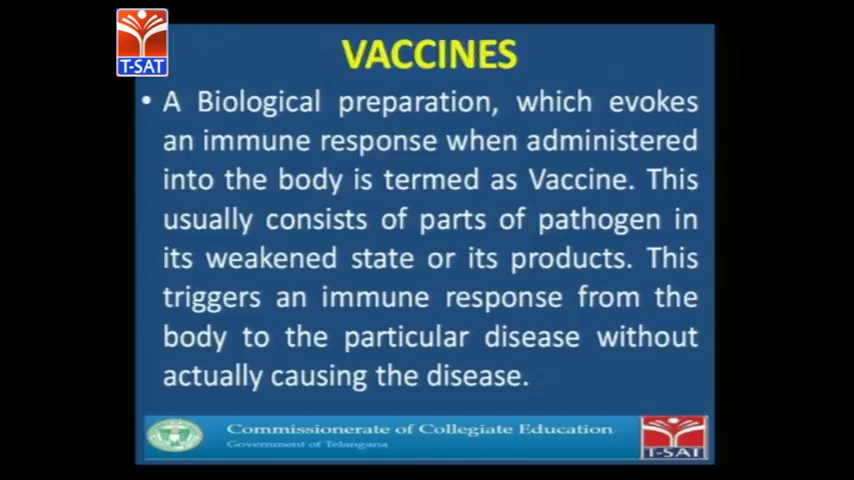 T-SAT
VACCINES
• A Biological preparation, which evokes
an immune response when administered
into the body is termed as Vaccine. This
usually consists of parts of pathogen in
its weakened state or its products. This
triggers an immune response from the
body to the particular disease without
actually causing the disease.
Commissionerate of Collegiate Education
Government of Telangana
T-SAT